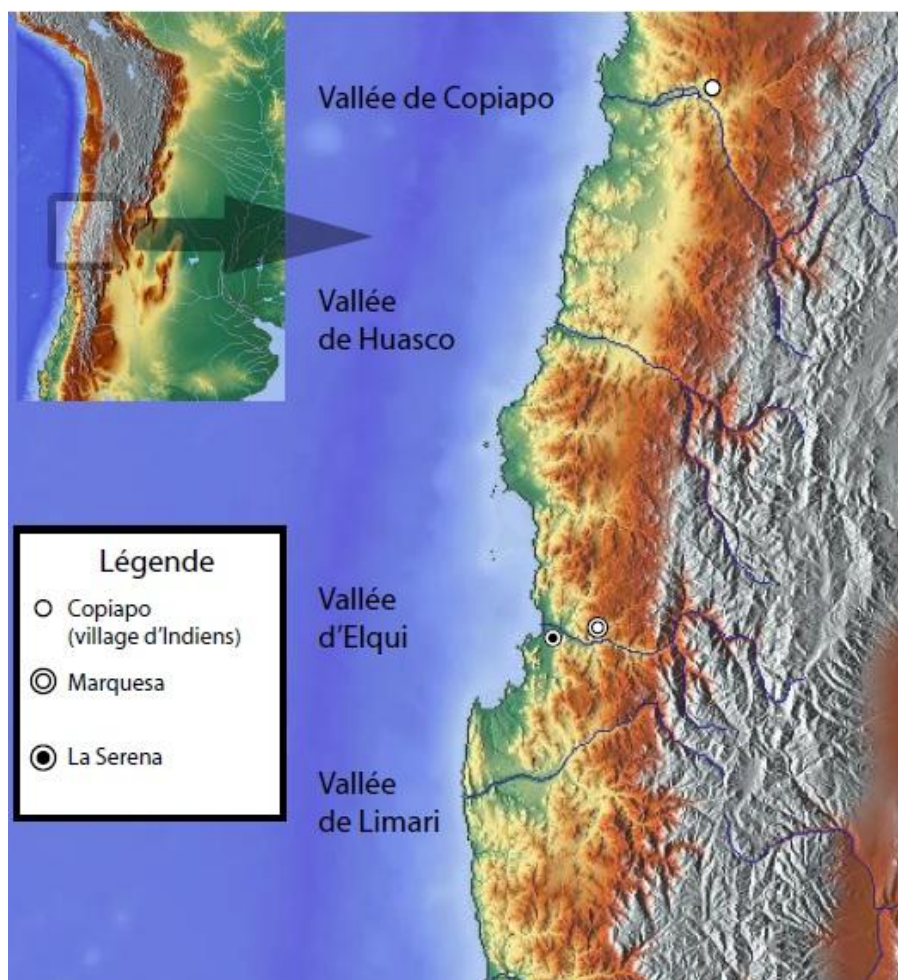 Vallée de Copiapo
Vallée
de Huasco
Légende
Copiapo
(village d'Indiens)
Marquesa
La Serena
Vallée
d'Elqui
Vallée
de Limari